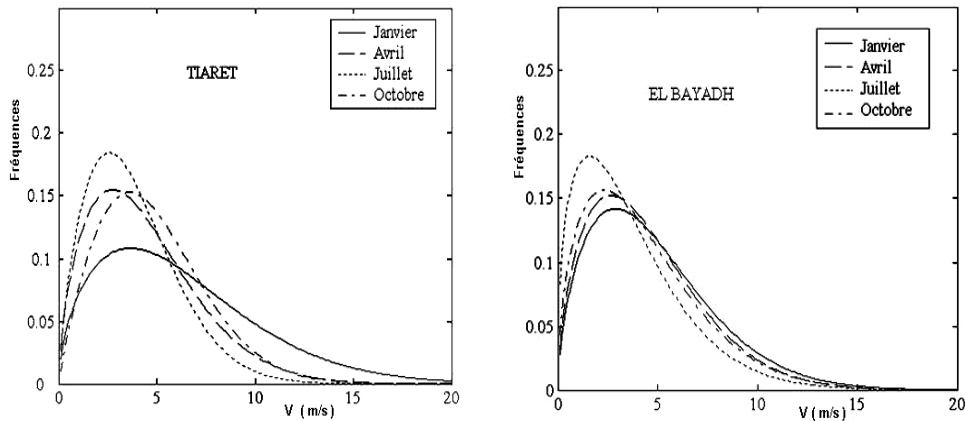 Janvier
Avril
Juillet
Octobre
TIARET
Fréquences
0.25
0.2
0.15
0.1
0.05
0
0 5 10 15 20
V ( m/s)
Janvier
Avril
Juillet
Octobre
EL BAYADH
Fréquences
0.25
0.2
0.15
0.1
0.05
0
0 5 10 15 20
V ( m/s)